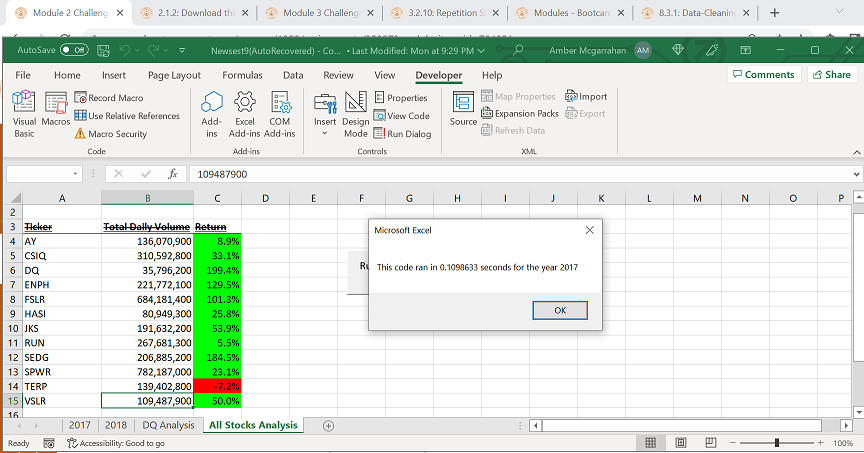 Module 2 Challeng
2.1.2: Download the
Module 3 Challeng
3.2.10: Repetition S
Modules - Bootcam
8.3.1: Data-Cleaning
AutoSave Off
Newsest9(AutoRecovered) - Co... • Last Modified: Mon at 9:29 PM
Amber Mcgarrahan AM
File Home Insert Page Layout Formulas Data Review View Developer Help
Comments Share
Visual Basic
Macros
Record Macro
Use Relative References
Macro Security
Code
Add-ins
Excel Add-ins
COM Add-ins
Add-ins
Insert
Design Mode
Properties
View Code
Run Dialog
Controls
Source
Map Properties
Expansion Packs
Refresh Data
Import
Export
XML
fx 109487900
A B C D E F G H I J K L M N O P
2
3 Ticker Total Daily Volume Return
4 AY 136,070,900 8.9%
5 CSIQ 310,592,800 33.1%
6 DQ 35,796,200 199.4%
7 ENPH 221,772,100 129.5%
8 FSLR 684,181,400 101.3%
9 HASI 80,949,300 25.8%
10 JKS 191,632,200 53.9%
11 RUN 267,681,300 5.5%
12 SEDG 206,885,200 184.5%
13 SPWR 782,187,000 23.1%
14 TERP 139,402,800 -7.2%
15 VSLR 109,487,900 50.0%
16
Ru
Microsoft Excel
This code ran in 0.1098633 seconds for the year 2017
OK
2017 2018 DQ Analysis All Stocks Analysis
Ready Accessibility: Good to go 100%